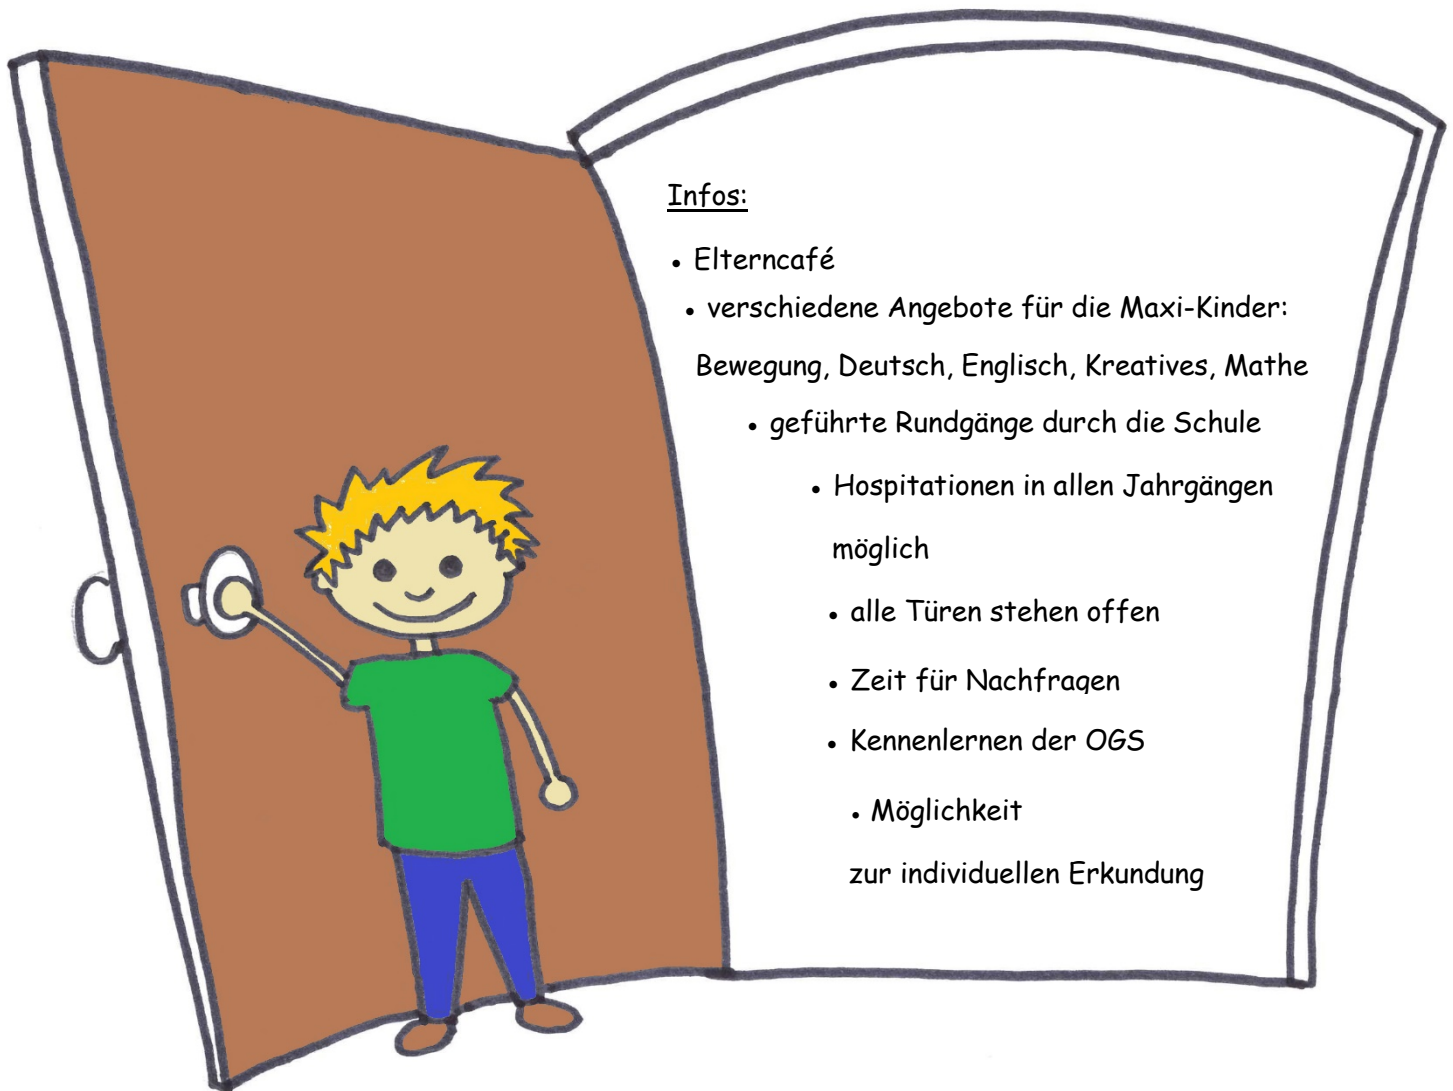 Infos:
• Elterncafé
• verschiedene Angebote für die Maxi-Kinder:
Bewegung, Deutsch, Englisch, Kreatives, Mathe
• geführte Rundgänge durch die Schule
• Hospitationen in allen Jahrgängen
möglich
• alle Türen stehen offen
• Zeit für Nachfragen
• Kennenlernen der OGS
• Möglichkeit
zur individuellen Erkundung